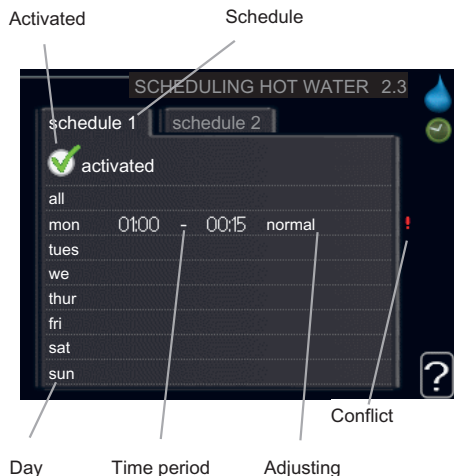 Activated Schedule
SCHEDULING HOT WATER 2.3
schedule 1 schedule 2
activated
all
mon 01:00 - 00:15 normal !
tues
we
thur
fri
sat
sun
?
Conflict
Day Time period Adjusting